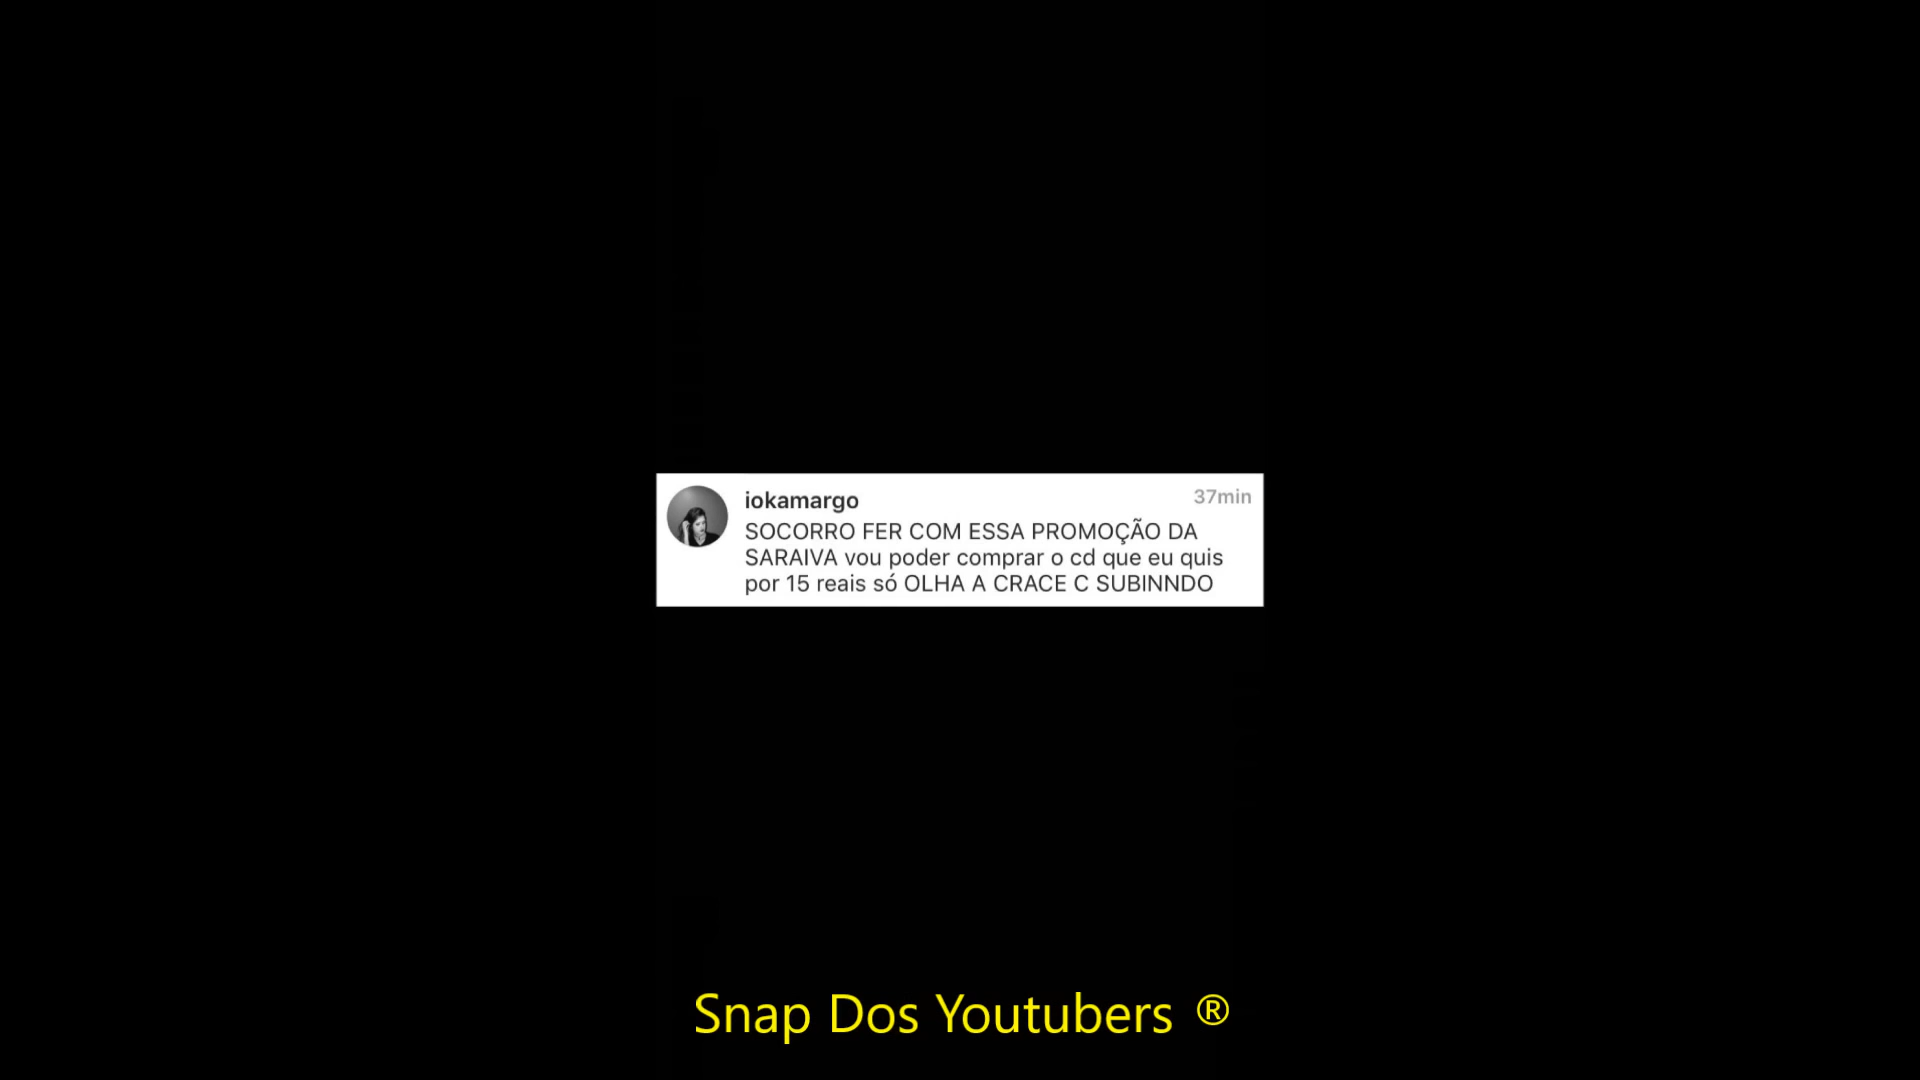 iokamargo
37min
SOCORRO FER COM ESSA PROMOÇÃO DA
SARAIVA vou poder comprar o cd que eu quis
por 15 reais só OLHA A CRACE C SUBINNDO
Snap Dos Youtubers ®